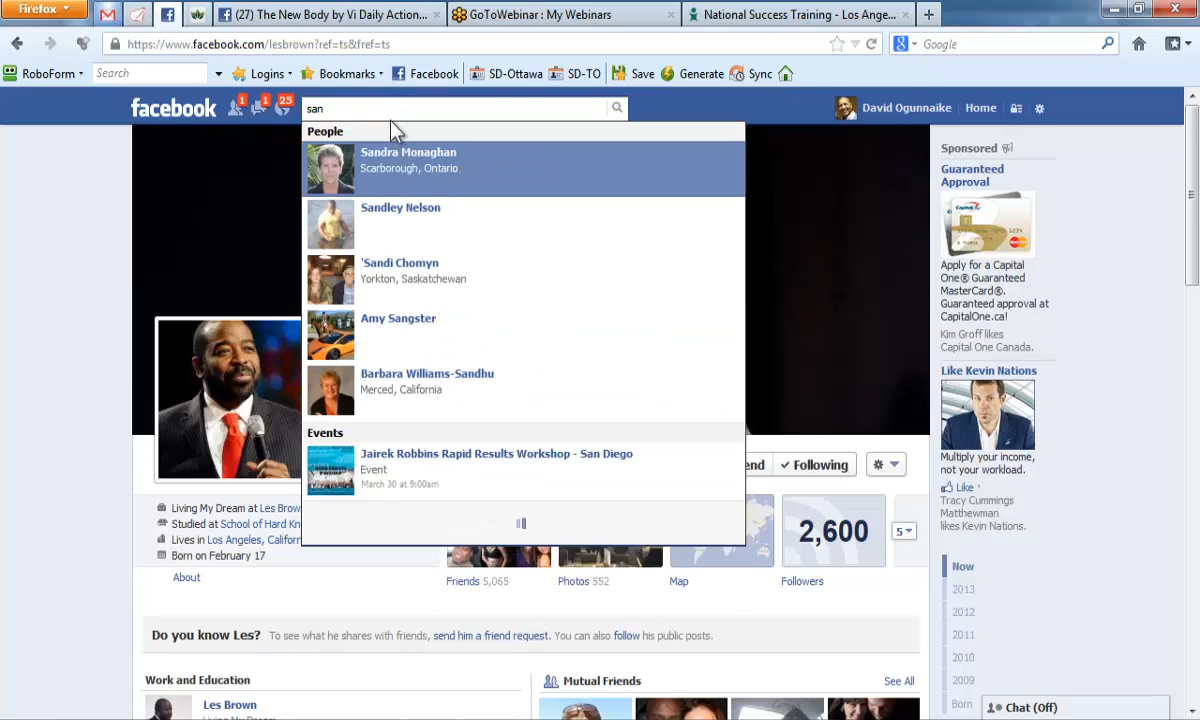 Firefox
(27) The New Body by Vi Daily Action...
GoToWebinar : My Webinars
National Success Training - Los Ange...
https://www.facebook.com/lesbrown?ref=ts&fref=ts
Google
RoboForm
Search
Logins
Bookmarks
Facebook
SD-Ottawa
SD-TO
Save
Generate
Sync
facebook
1
1
25
san
David Ogunnaike
Home
People
Sandra Monaghan
Scarborough, Ontario
Sandley Nelson
'Sandi Chomyn
Yorkton, Saskatchewan
Amy Sangster
Barbara Williams-Sandhu
Merced, California
Events
Jairek Robbins Rapid Results Workshop - San Diego
Event
March 30 at 9:00am
Sponsored
Guaranteed
Approval
Apply for a Capital
One® Guaranteed
MasterCard®.
Guaranteed approval at
CapitalOne.ca!
Kim Groff likes
Capital One Canada.
Like Kevin Nations
Multiply your income,
not your workload.
Like ·
Tracy Cummings
Matthewman
likes Kevin Nations.
end
Following
Living My Dream at Les Brow
Studied at School of Hard Kn
Lives in Los Angeles, Californ
Born on February 17
About
Friends 5,065
Photos 552
Map
2,600
Followers
5
Now
2013
2012
2011
2010
2009
Born
Do you know Les?
To see what he shares with friends, send him a friend request. You can also follow his public posts.
Work and Education
Les Brown
Living My Dream
Mutual Friends
See All
Chat (Off)